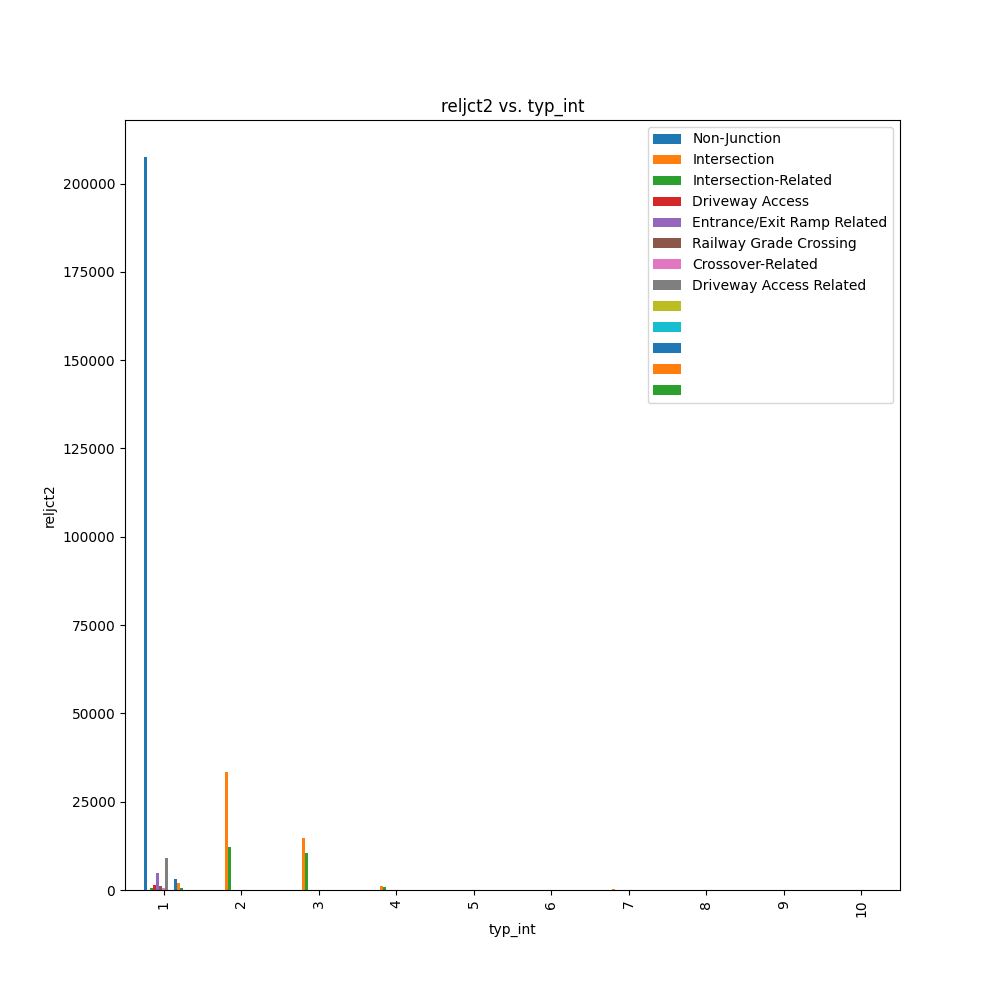 reljct2 vs. typ_int
Non-Junction
Intersection
Intersection-Related
Driveway Access
Entrance/Exit Ramp Related
Railway Grade Crossing
Crossover-Related
Driveway Access Related
200000
175000
150000
125000
100000
75000
50000
25000
0
reljct2
1
2
3
4
5
6
7
8
9
10
typ_int